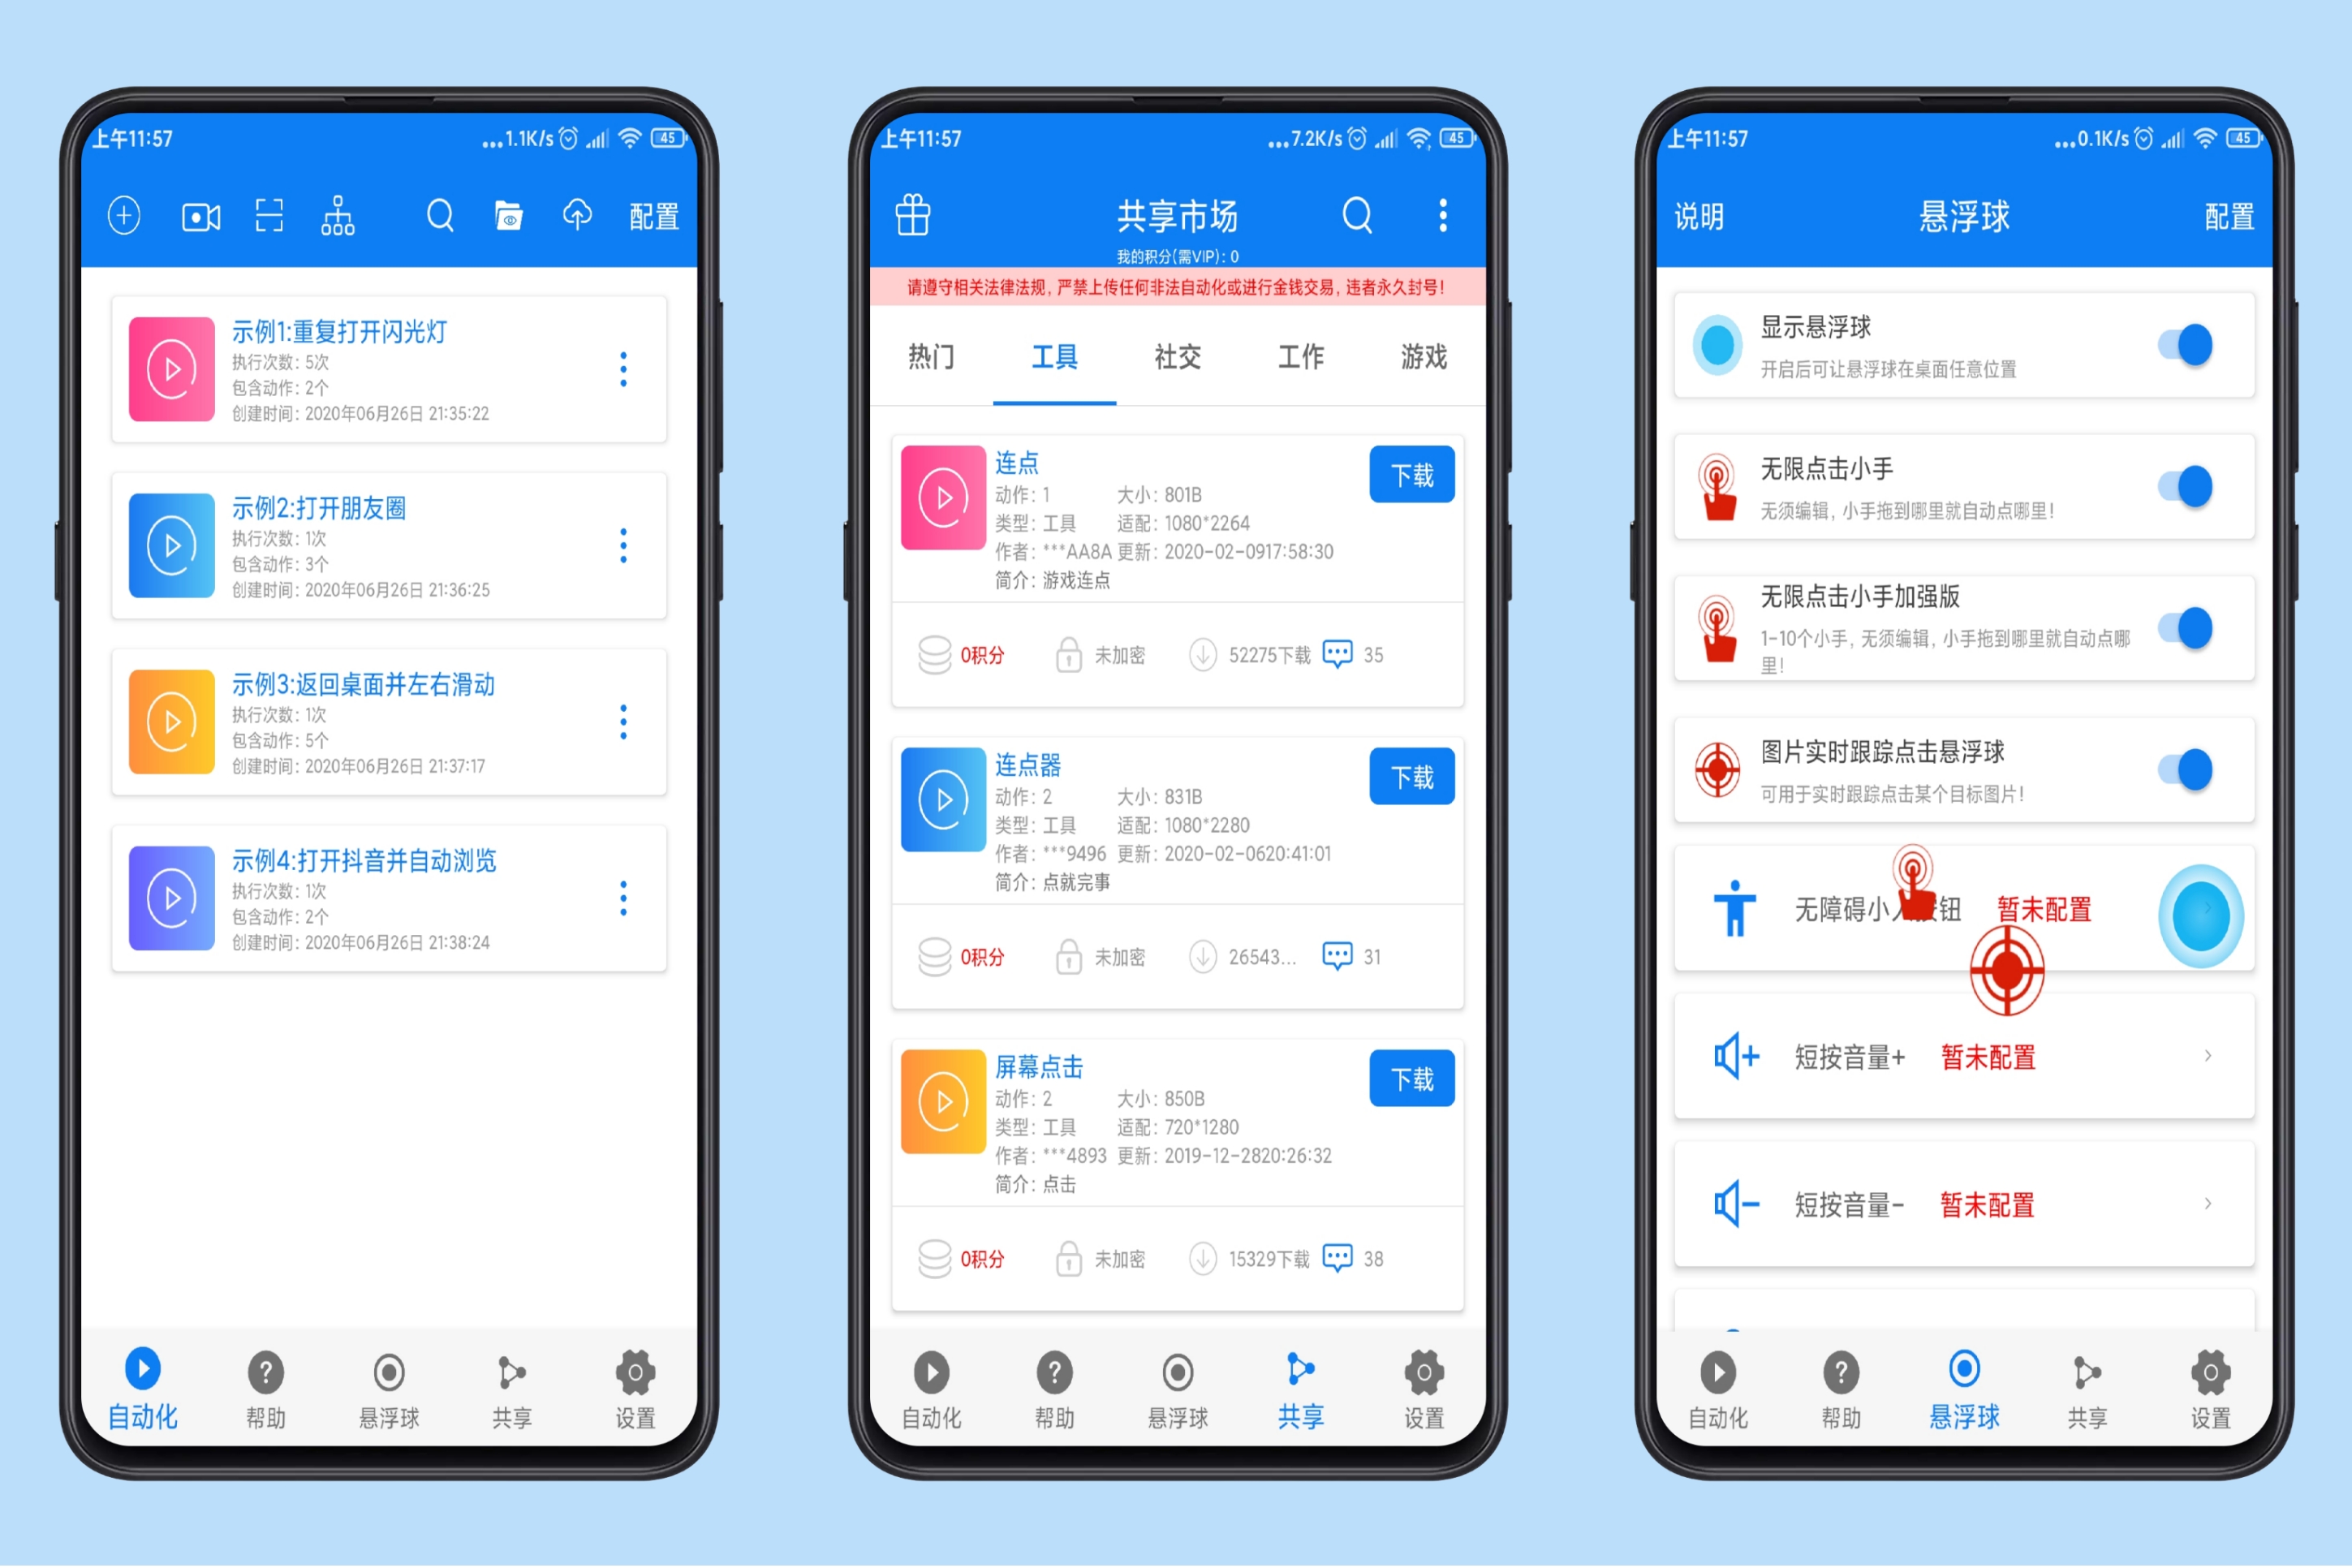 上午11:57
...1.1K/s
45
配置
示例1:重复打开闪光灯
执行次数: 5次
包含动作: 2个
创建时间: 2020年06月26日 21:35:22
示例2:打开朋友圈
执行次数: 1次
包含动作: 3个
创建时间: 2020年06月26日 21:36:25
示例3:返回桌面并左右滑动
执行次数: 1次
包含动作: 5个
创建时间: 2020年06月26日 21:37:17
示例4:打开抖音并自动浏览
执行次数: 1次
包含动作: 2个
创建时间: 2020年06月26日 21:38:24
自动化 帮助 悬浮球 共享 设置
上午11:57
...7.2K/s
45
共享市场
我的积分(需VIP): 0
请遵守相关法律法规, 严禁上传任何非法自动化或进行金钱交易, 违者永久封号!
热门 工具 社交 工作 游戏
连点
下载
动作: 1 大小: 801B
类型: 工具 适配: 1080*2264
作者: ***AA8A 更新: 2020-02-0917:58:30
简介: 游戏连点
0积分 未加密 52275下载 35
连点器
下载
动作: 2 大小: 831B
类型: 工具 适配: 1080*2280
作者: ***9496 更新: 2020-02-0620:41:01
简介: 点就完事
0积分 未加密 26543... 31
屏幕点击
下载
动作: 2 大小: 850B
类型: 工具 适配: 720*1280
作者: ***4893 更新: 2019-12-2820:26:32
简介: 点击
0积分 未加密 15329下载 38
自动化 帮助 悬浮球 共享 设置
上午11:57
...0.1K/s
45
说明 悬浮球 配置
显示悬浮球
开启后可让悬浮球在桌面任意位置
无限点击小手
无须编辑, 小手拖到哪里就自动点哪里!
无限点击小手加强版
1-10个小手, 无须编辑, 小手拖到哪里就自动点哪
里!
图片实时跟踪点击悬浮球
可用于实时跟踪点击某个目标图片!
无障碍小人按钮 暂未配置
短按音量+ 暂未配置
短按音量- 暂未配置
自动化 帮助 悬浮球 共享 设置